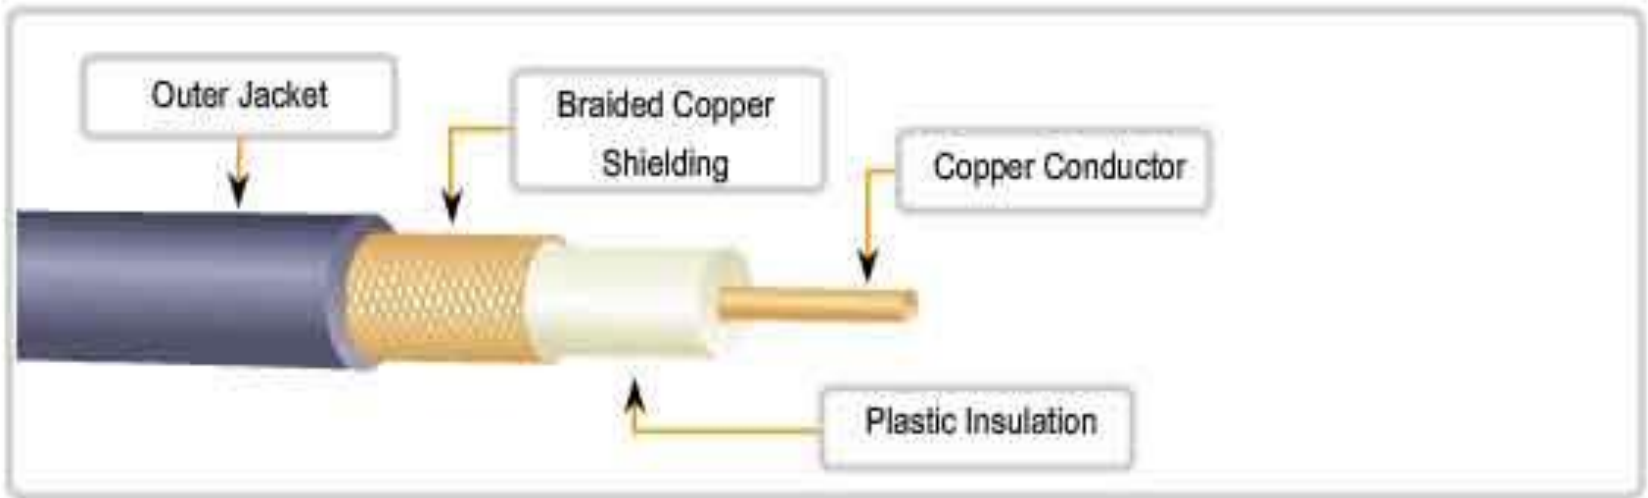 Outer Jacket
Braided Copper
Shielding
Copper Conductor
Plastic Insulation